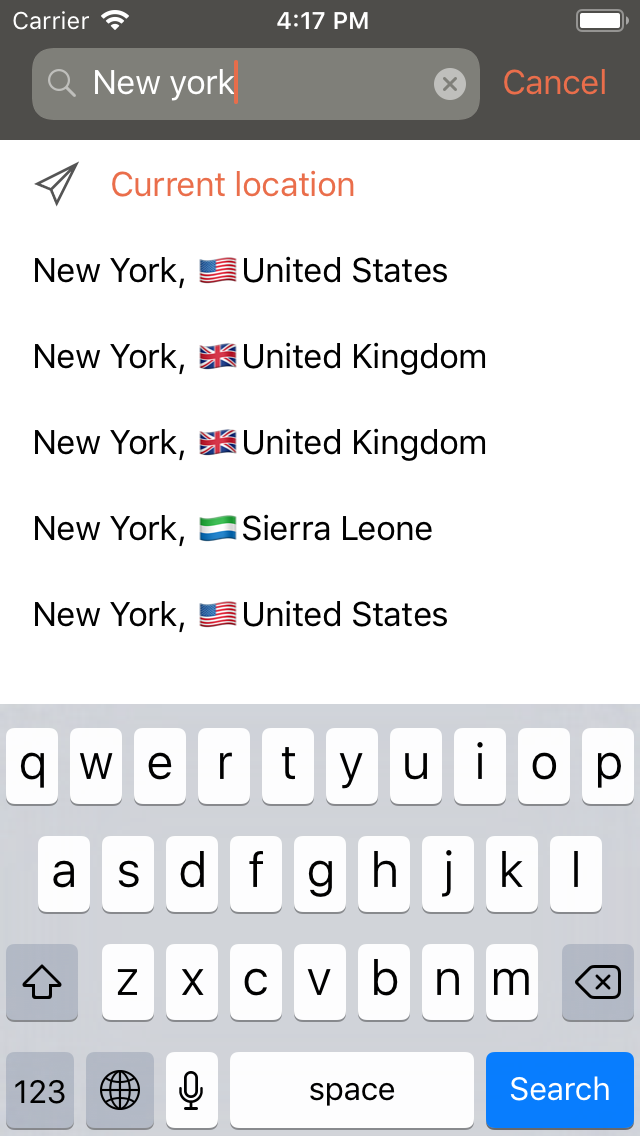 Carrier 4:17 PM
New york Cancel
Current location
New York, 🇺🇸United States
New York, 🇬🇧United Kingdom
New York, 🇬🇧United Kingdom
New York, 🇸🇱Sierra Leone
New York, 🇺🇸United States
q w e r t y u i o p
a s d f g h j k l
z x c v b n m
123 space Search